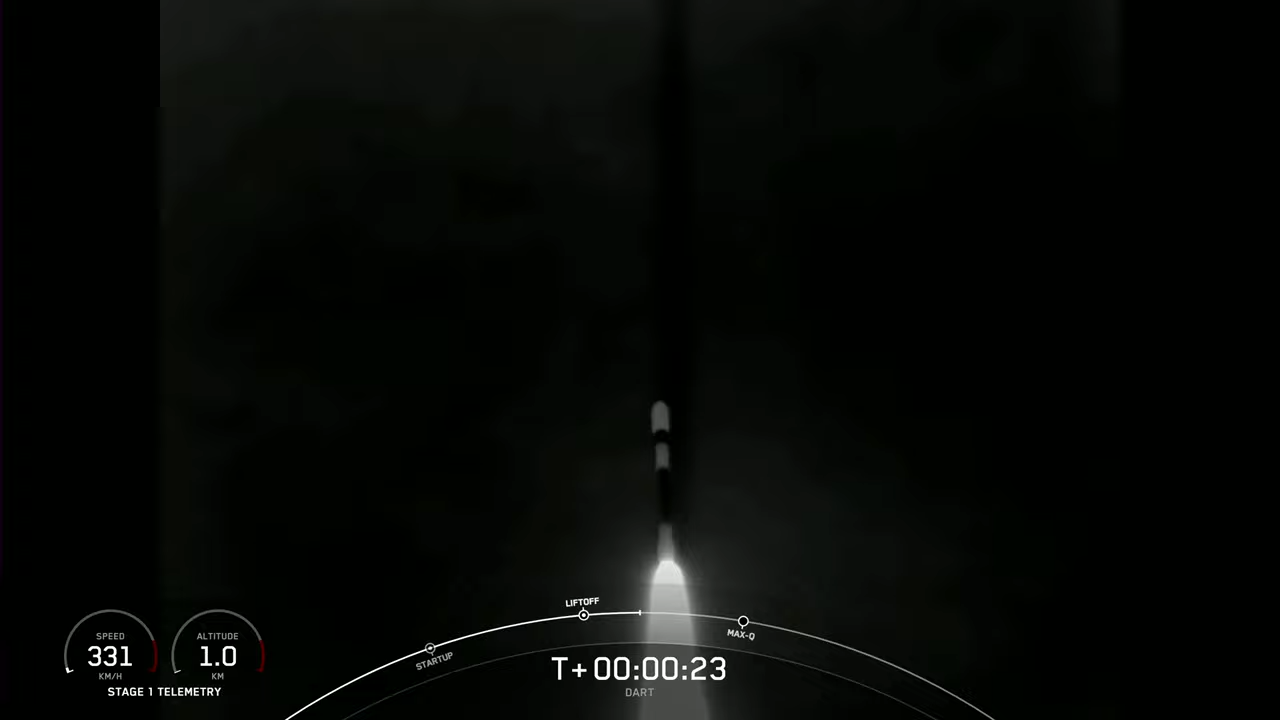 LIFTOFF
STARTUP
MAX-Q
SPEED
331
KM/H
ALTITUDE
1.0
KM
STAGE 1 TELEMETRY
T+00:00:23
DART